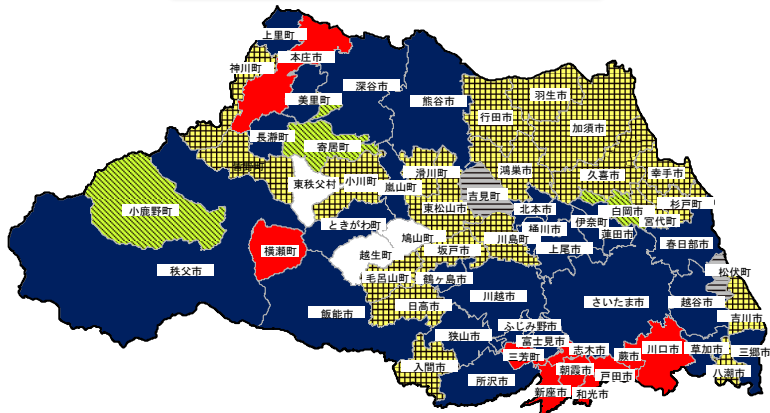 上里町
本庄市
神川町
美里町
深谷市
熊谷市
行田市
羽生市
加須市
長瀞町
寄居町
皆野町
東秩父村
小川町
嵐山町
滑川町
東松山市
吉見町
鴻巣市
久喜市
幸手市
杉戸町
白岡市
宮代町
伊奈町
蓮田市
北本市
桶川市
上尾市
春日部市
小鹿野町
秩父市
横瀬町
ときがわ町
鳩山町
越生町
坂戸市
川島町
毛呂山町
鶴ヶ島市
日高市
飯能市
川越市
さいたま市
松伏町
越谷市
吉川市
狭山市
ふじみ野市
富士見市
三芳町
志木市
蕨市
川口市
草加市
三郷市
八潮市
入間市
所沢市
朝霞市
戸田市
新座市
和光市